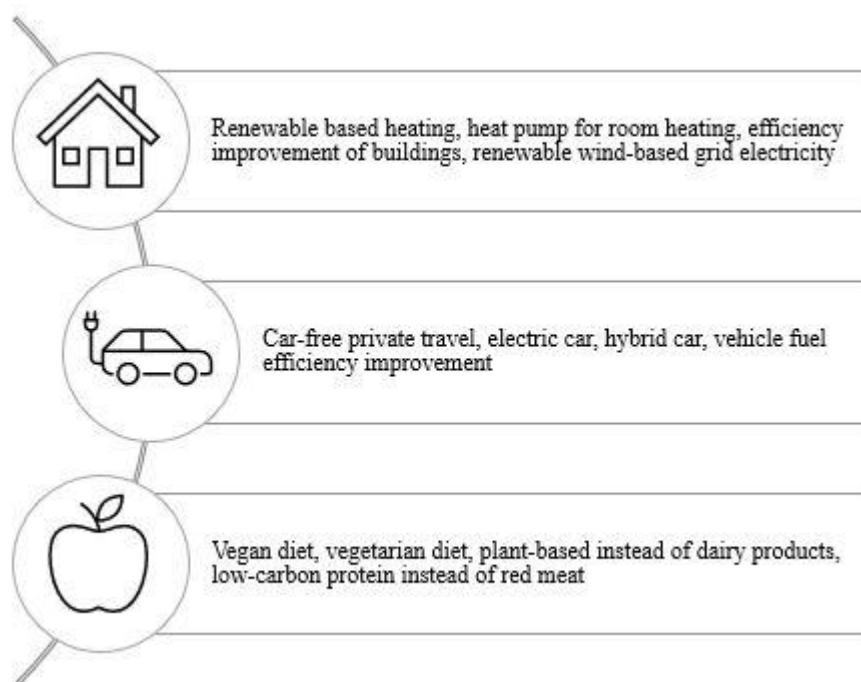 Renewable based heating, heat pump for room heating, efficiency
improvement of buildings, renewable wind-based grid electricity
Car-free private travel, electric car, hybrid car, vehicle fuel
efficiency improvement
Vegan diet, vegetarian diet, plant-based instead of dairy products,
low-carbon protein instead of red meat